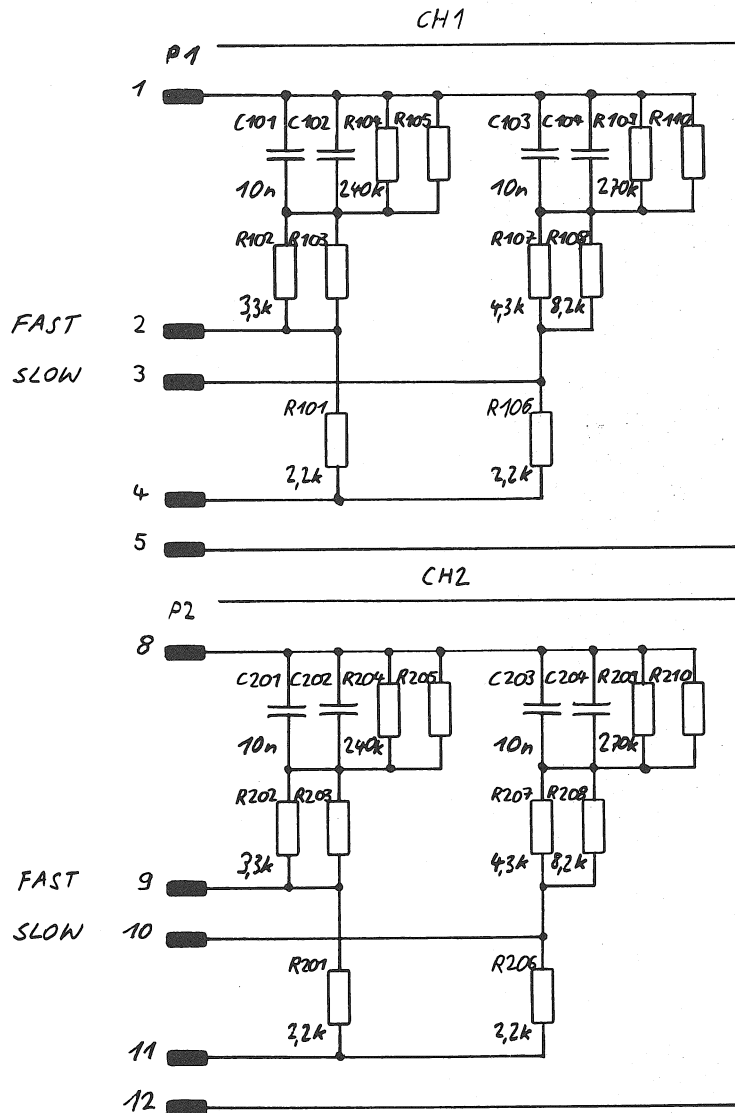 CH1
P1
1
C101 C102 R104 R105 C103 C104 R109 R110
10n 240k 10n 270k
R102 R103 R107 R108
3,3k 4,3k 8,2k
FAST 2
SLOW 3
R101 R106
2,2k 2,2k
4
5
CH2
P2
8
C201 C202 R204 R205 C203 C204 R209 R210
10n 240k 10n 270k
R202 R203 R207 R208
3,3k 4,3k 8,2k
FAST 9
SLOW 10
R201 R206
2,2k 2,2k
11
12